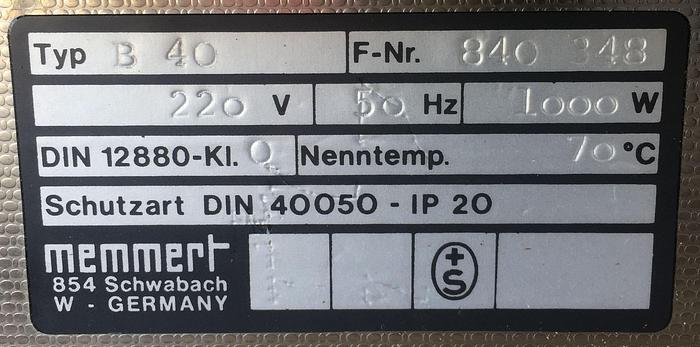 Typ B 40 F-Nr. 840 348
220 V 50 Hz 1000 W
DIN 12880-Kl. 0 Nenntemp. 70 °C
Schutzart DIN 40050 - IP 20
memmert
854 Schwabach
W - GERMANY
+S